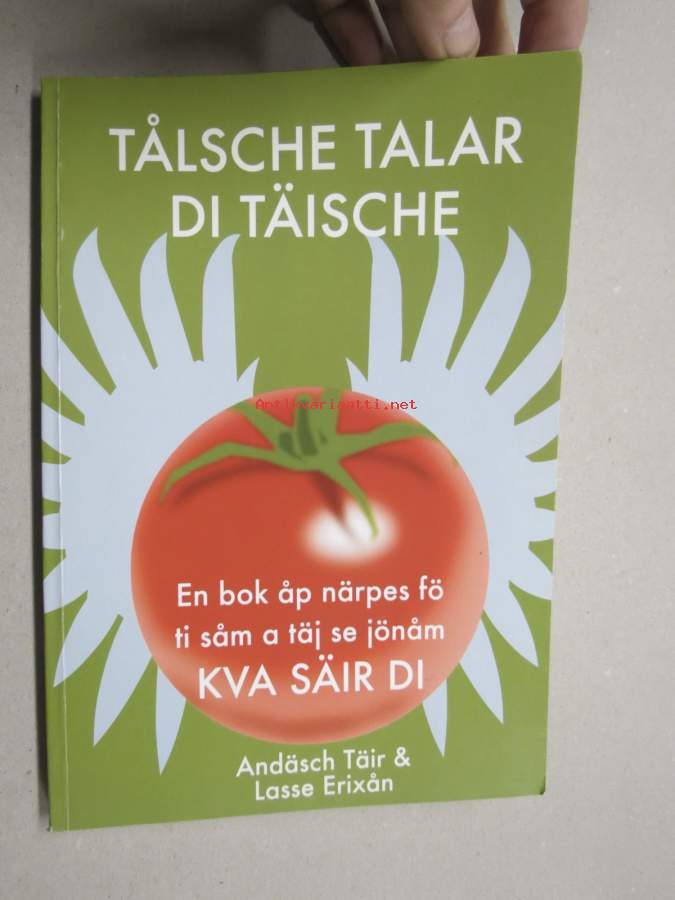 TÅLSCHE TALAR
DI TÄISCHE
Antikvariaatti.net
En bok åp närpes fö
ti såm a täj se jönåm
KVA SÄIR DI
Andäsch Täir &
Lasse Erixån